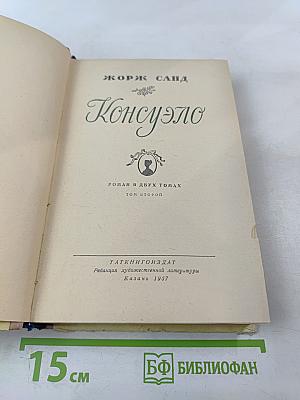 ЖОРЖ САНД
Консуэло
РОМАН В ДВУХ ТОМАХ
ТОМ ВТОРОЙ
ТАТКНИГОИЗДАТ
Редакция художественной литературы
Казань 1957
15 см
БФ БИБЛИОФАН